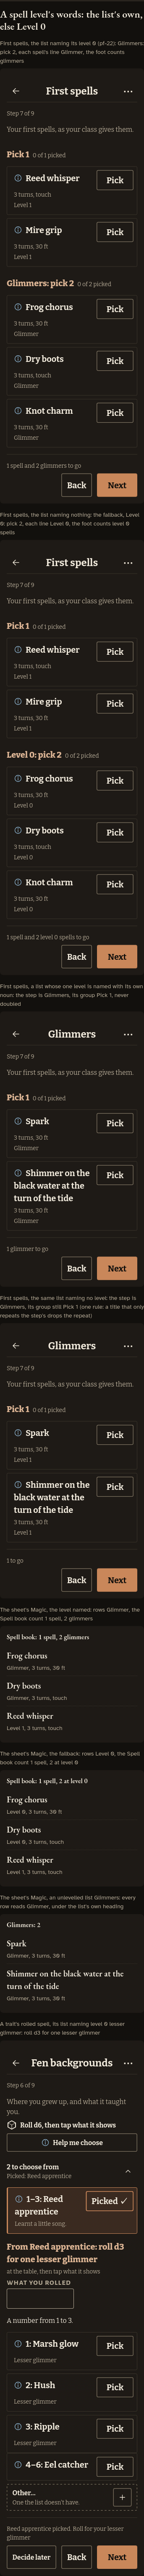 A spell level's words: the list's own,
else Level 0
First spells, the list naming its level 0 (pf-22): Glimmers:
pick 2, each spell's line Glimmer, the foot counts
glimmers
← First spells ...
Step 7 of 9
Your first spells, as your class gives them.
Pick 1 0 of 1 picked
Reed whisper Pick
3 turns, touch
Level 1
Mire grip Pick
3 turns, 30 ft
Level 1
Glimmers: pick 2 0 of 2 picked
Frog chorus Pick
3 turns, 30 ft
Glimmer
Dry boots Pick
3 turns, touch
Glimmer
Knot charm Pick
3 turns, 30 ft
Glimmer
1 spell and 2 glimmers to go
Back Next
First spells, the list naming nothing: the fallback, Level
0: pick 2, each line Level 0, the foot counts level 0
spells
← First spells ...
Step 7 of 9
Your first spells, as your class gives them.
Pick 1 0 of 1 picked
Reed whisper Pick
3 turns, touch
Level 1
Mire grip Pick
3 turns, 30 ft
Level 1
Level 0: pick 2 0 of 2 picked
Frog chorus Pick
3 turns, 30 ft
Level 0
Dry boots Pick
3 turns, touch
Level 0
Knot charm Pick
3 turns, 30 ft
Level 0
1 spell and 2 level 0 spells to go
Back Next
First spells, a list whose one level is named with its own
noun: the step is Glimmers, its group Pick 1, never
doubled
← Glimmers ...
Step 7 of 9
Your first spells, as your class gives them.
Pick 1 0 of 1 picked
Spark Pick
3 turns, 30 ft
Glimmer
Shimmer on the Pick
black water at the
turn of the tide
3 turns, 30 ft
Glimmer
1 glimmer to go
Back Next
First spells, the same list naming no level: the step is
Glimmers, its group still Pick 1 (one rule: a title that only
repeats the step's drops the repeat)
← Glimmers ...
Step 7 of 9
Your first spells, as your class gives them.
Pick 1 0 of 1 picked
Spark Pick
3 turns, 30 ft
Level 1
Shimmer on the Pick
black water at the
turn of the tide
3 turns, 30 ft
Level 1
1 to go
Back Next
The sheet's Magic, the level named: rows Glimmer, the
Spell book count 1 spell, 2 glimmers
Spell book: 1 spell, 2 glimmers
Frog chorus
Glimmer, 3 turns, 30 ft
Dry boots
Glimmer, 3 turns, touch
Reed whisper
Level 1, 3 turns, touch
The sheet's Magic, the fallback: rows Level 0, the Spell
book count 1 spell, 2 at level 0
Spell book: 1 spell, 2 at level 0
Frog chorus
Level 0, 3 turns, 30 ft
Dry boots
Level 0, 3 turns, touch
Reed whisper
Level 1, 3 turns, touch
The sheet's Magic, an unlevelled list Glimmers: every
row reads Glimmer, under the list's own heading
Glimmers: 2
Spark
Glimmer, 3 turns, 30 ft
Shimmer on the black water at the
turn of the tide
Glimmer, 3 turns, 30 ft
A trait's rolled spell, its list naming level 0 lesser
glimmer: roll d3 for one lesser glimmer
← Fen backgrounds ...
Step 6 of 9
Where you grew up, and what it taught
you.
Roll d6, then tap what it shows
Help me choose
2 to choose from
Picked: Reed apprentice
1–3: Reed Picked ✓
apprentice
Learnt a little song.
From Reed apprentice: roll d3
for one lesser glimmer
at the table, then tap what it shows
WHAT YOU ROLLED
A number from 1 to 3.
1: Marsh glow Pick
Lesser glimmer
2: Hush Pick
Lesser glimmer
3: Ripple Pick
Lesser glimmer
4–6: Eel catcher Pick
Other... +
One the list doesn't have.
Reed apprentice picked. Roll for your lesser
glimmer
Decide later Back Next